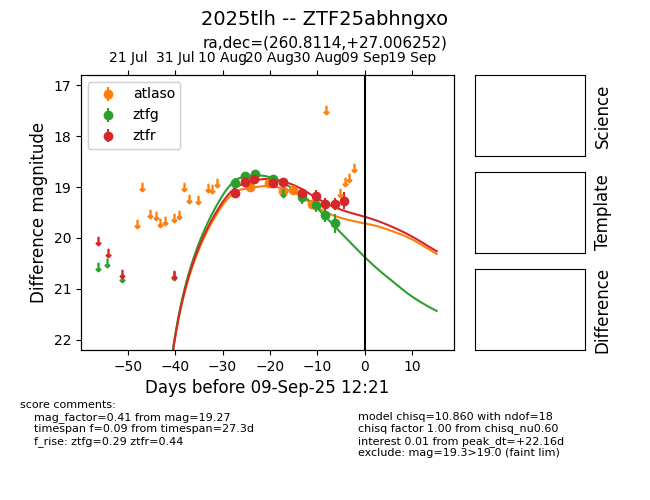 2025tlh -- ZTF25abhngxo
ra,dec=(260.8114,+27.006252)
21 Jul 31 Jul 10 Aug 20 Aug 30 Aug 09 Sep 19 Sep
17
18
19
20
21
22
Difference magnitude
atlaso
ztfg
ztfr
−50 −40 −30 −20 −10 0 10
Days before 09-Sep-25 12:21
Science
Template
Difference
score comments:
mag_factor=0.41 from mag=19.27
timespan f=0.09 from timespan=27.3d
f_rise: ztfg=0.29 ztfr=0.44
model chisq=10.860 with ndof=18
chisq factor 1.00 from chisq_nu0.60
interest 0.01 from peak_dt=+22.16d
exclude: mag=19.3>19.0 (faint lim)